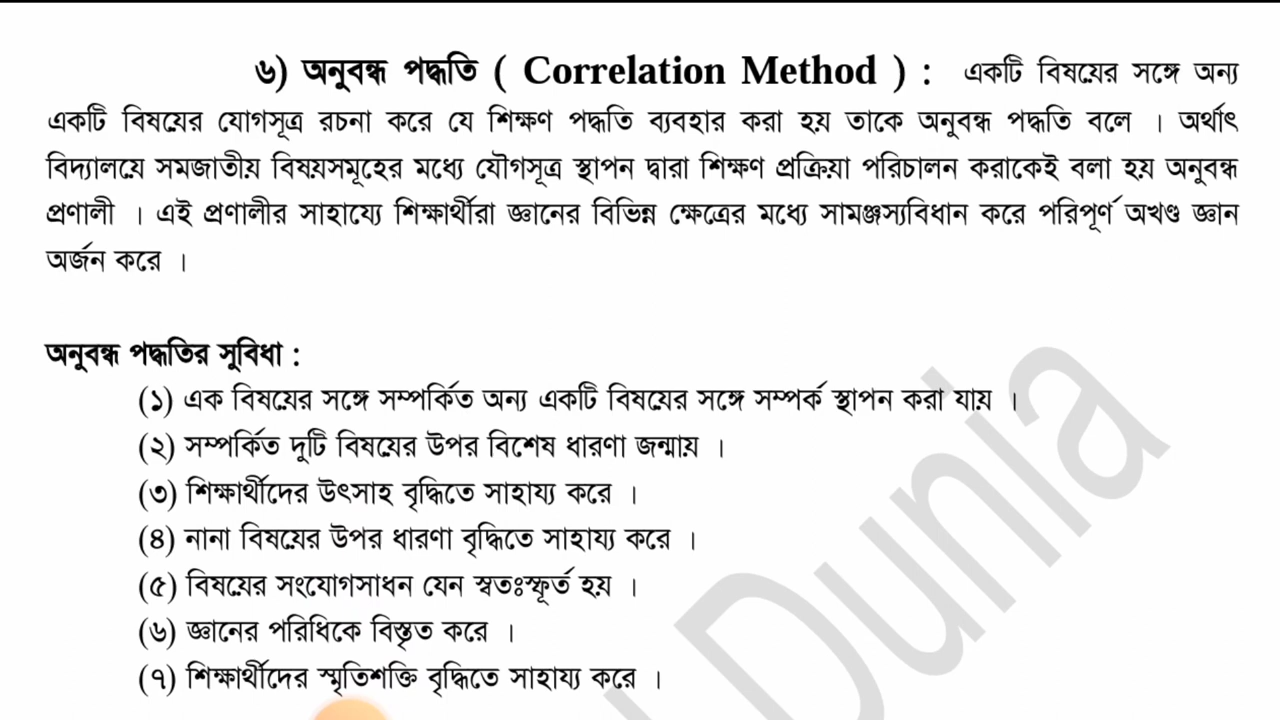 ৬) অনুবন্ধ পদ্ধতি ( Correlation Method ) : একটি বিষয়ের সঙ্গে অন্য
একটি বিষয়ের যোগসূত্র রচনা করে যে শিক্ষণ পদ্ধতি ব্যবহার করা হয় তাকে অনুবন্ধ পদ্ধতি বলে । অর্থাৎ
বিদ্যালয়ে সমজাতীয় বিষয়সমূহের মধ্যে যৌগসূত্র স্থাপন দ্বারা শিক্ষণ প্রক্রিয়া পরিচালন করাকেই বলা হয় অনুবন্ধ
প্রণালী । এই প্রণালীর সাহায্যে শিক্ষার্থীরা জ্ঞানের বিভিন্ন ক্ষেত্রের মধ্যে সামঞ্জস্যবিধান করে পরিপূর্ণ অখণ্ড জ্ঞান
অর্জন করে ।
অনুবন্ধ পদ্ধতির সুবিধা :
(১) এক বিষয়ের সঙ্গে সম্পর্কিত অন্য একটি বিষয়ের সঙ্গে সম্পর্ক স্থাপন করা যায় ।
(২) সম্পর্কিত দুটি বিষয়ের উপর বিশেষ ধারণা জন্মায় ।
(৩) শিক্ষার্থীদের উৎসাহ বৃদ্ধিতে সাহায্য করে ।
(৪) নানা বিষয়ের উপর ধারণা বৃদ্ধিতে সাহায্য করে ।
(৫) বিষয়ের সংযোগসাধন যেন স্বতঃস্ফূর্ত হয় ।
(৬) জ্ঞানের পরিধিকে বিস্তৃত করে ।
(৭) শিক্ষার্থীদের স্মৃতিশক্তি বৃদ্ধিতে সাহায্য করে ।
Dunia